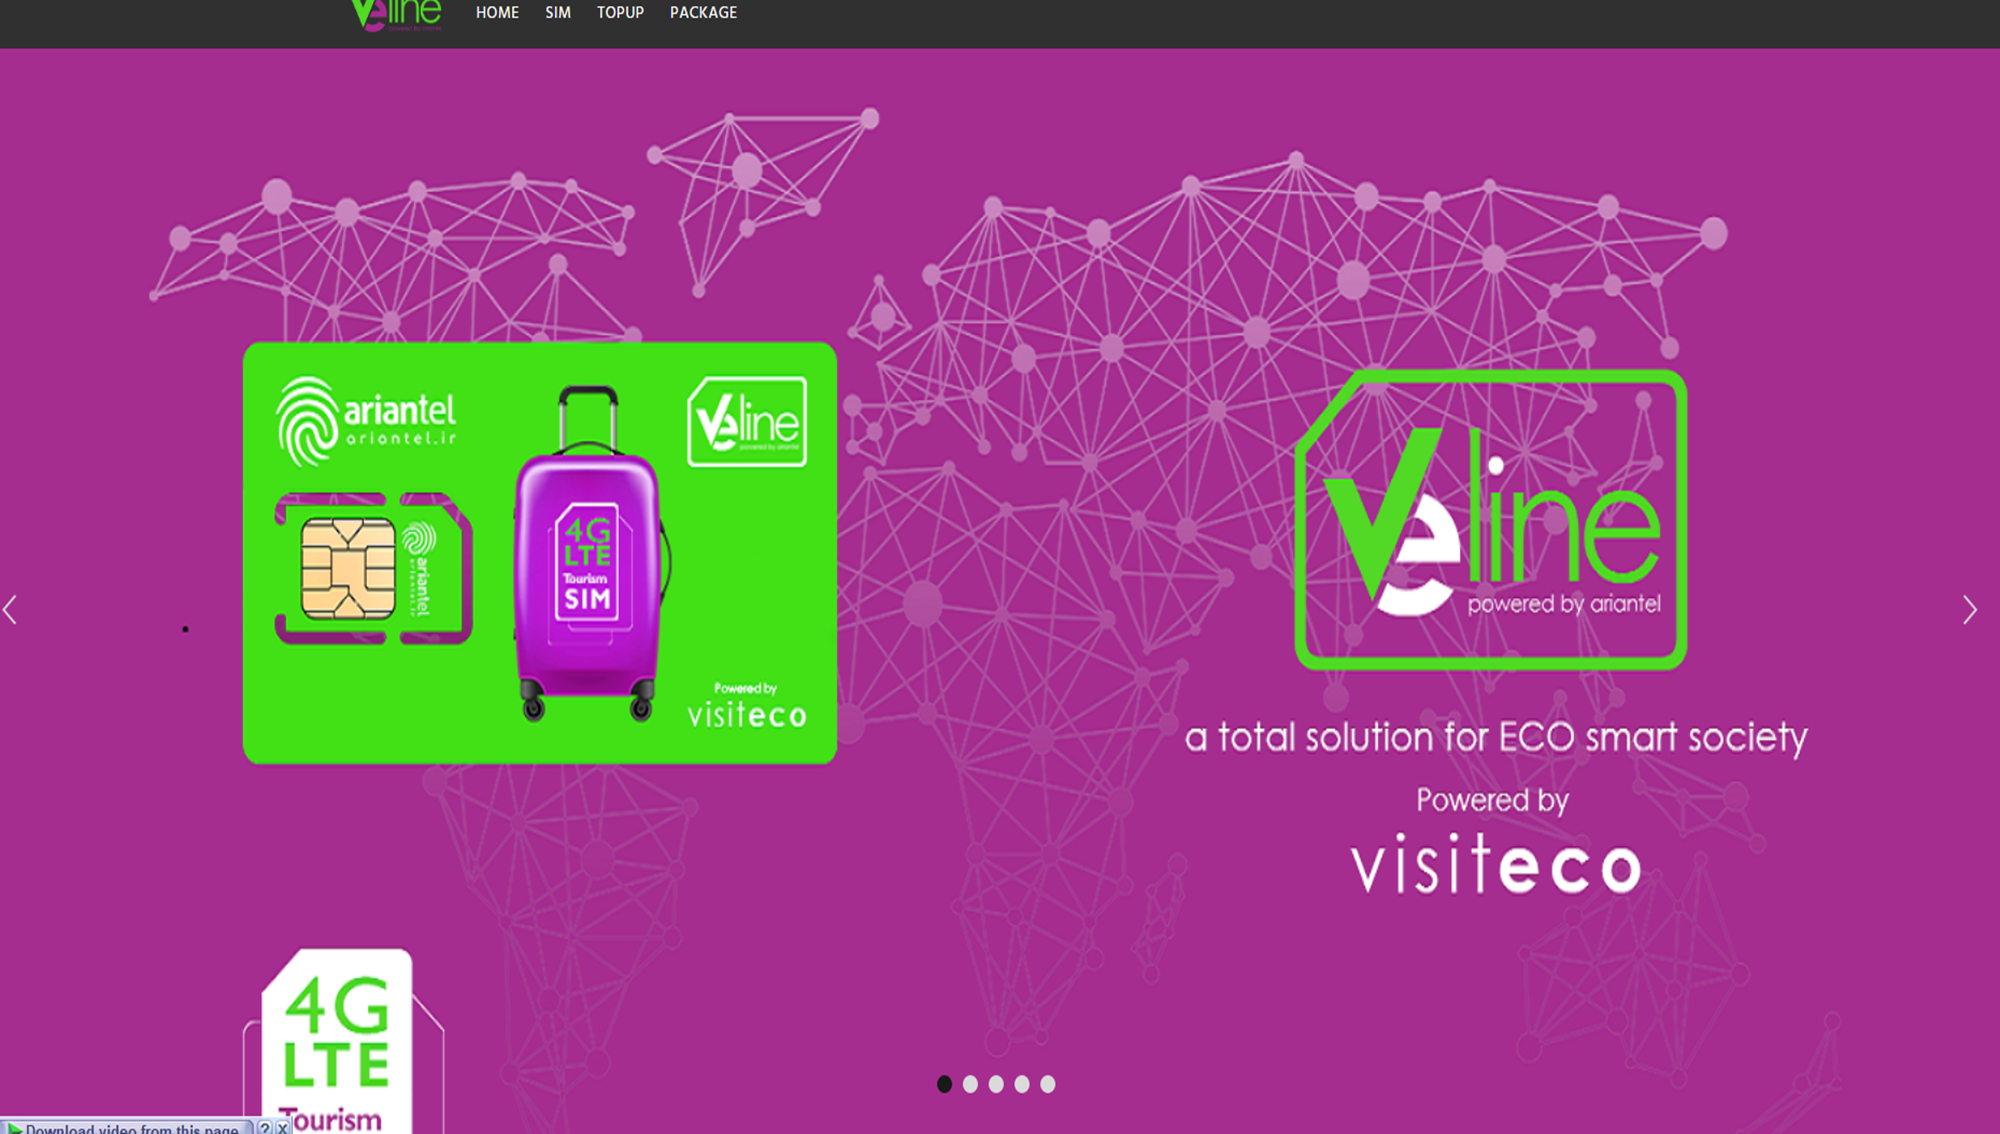 Veline
HOME SIM TOPUP PACKAGE
ariantel
ariantel.ir
Veline
powered by ariantel
ariantel
ariantel.ir
4G
LTE
Tourism
SIM
Powered by
visiteco
Veline
powered by ariantel
a total solution for ECO smart society
Powered by
visiteco
4G
LTE
Tourism
Download video from this page ? X